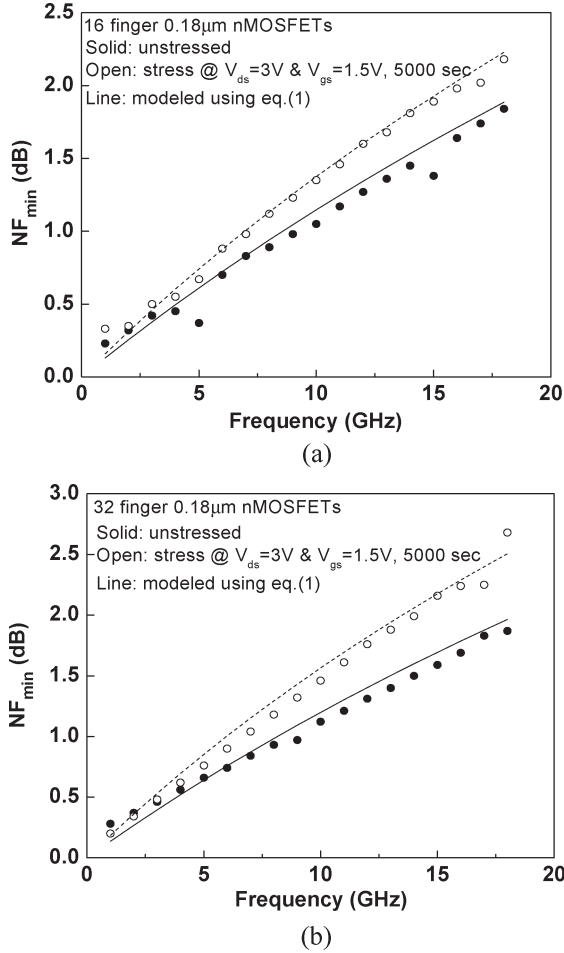 16 finger 0.18μm nMOSFETs
Solid: unstressed
Open: stress @ Vds=3V & Vgs=1.5V, 5000 sec
Line: modeled using eq.(1)
2.5
2.0
1.5
1.0
0.5
0.0
NFmin (dB)
0 5 10 15 20
Frequency (GHz)
(a)
32 finger 0.18μm nMOSFETs
Solid: unstressed
Open: stress @ Vds=3V & Vgs=1.5V, 5000 sec
Line: modeled using eq.(1)
3.0
2.5
2.0
1.5
1.0
0.5
0.0
NFmin (dB)
0 5 10 15 20
Frequency (GHz)
(b)